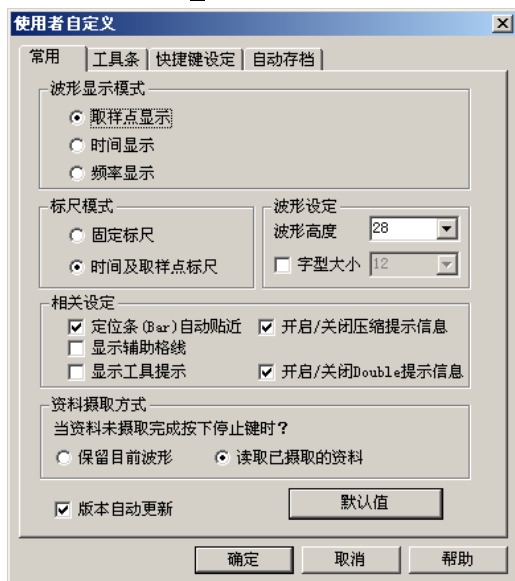 使用者自定义
常用 工具条 快捷键设定 自动存档
波形显示模式
取样点显示
时间显示
频率显示
标尺模式
固定标尺
时间及取样点标尺
波形设定
波形高度 28
字型大小 12
相关设定
定位条(Bar)自动贴近 开启/关闭压缩提示信息
显示辅助格线
显示工具提示 开启/关闭Double提示信息
资料摄取方式
当资料未摄取完成按下停止键时?
保留目前波形 读取已摄取的资料
版本自动更新 默认值
确定 取消 帮助